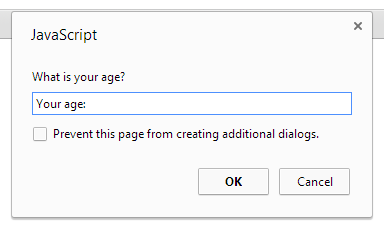 JavaScript
What is your age?
Your age:
Prevent this page from creating additional dialogs.
OK Cancel